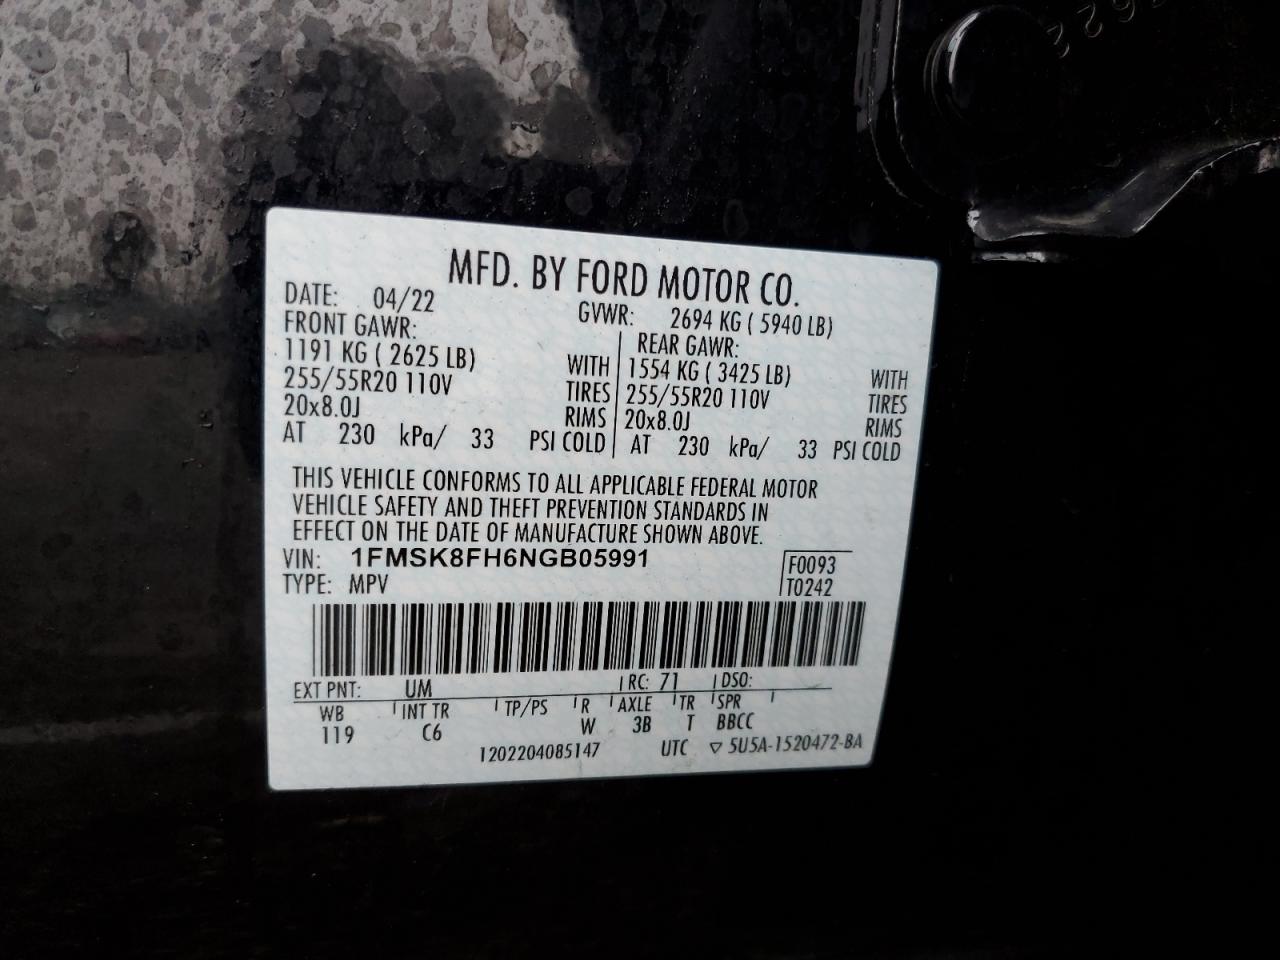 MFD. BY FORD MOTOR CO.
DATE: 04/22 GVWR: 2694 KG ( 5940 LB)
FRONT GAWR: REAR GAWR:
1191 KG ( 2625 LB) WITH 1554 KG ( 3425 LB) WITH
255/55R20 110V TIRES 255/55R20 110V TIRES
20x8.0J RIMS 20x8.0J RIMS
AT 230 kPa/ 33 PSI COLD AT 230 kPa/ 33 PSI COLD
THIS VEHICLE CONFORMS TO ALL APPLICABLE FEDERAL MOTOR
VEHICLE SAFETY AND THEFT PREVENTION STANDARDS IN
EFFECT ON THE DATE OF MANUFACTURE SHOWN ABOVE.
VIN: 1FMSK8FH6NGB05991 F0093
TYPE: MPV T0242
EXT PNT: UM RC: 71 DSO:
WB INT TR TP/PS R AXLE TR SPR
119 C6 W 3B T BBCC
1202204085147 UTC ▽ 5U5A-1520472-BA